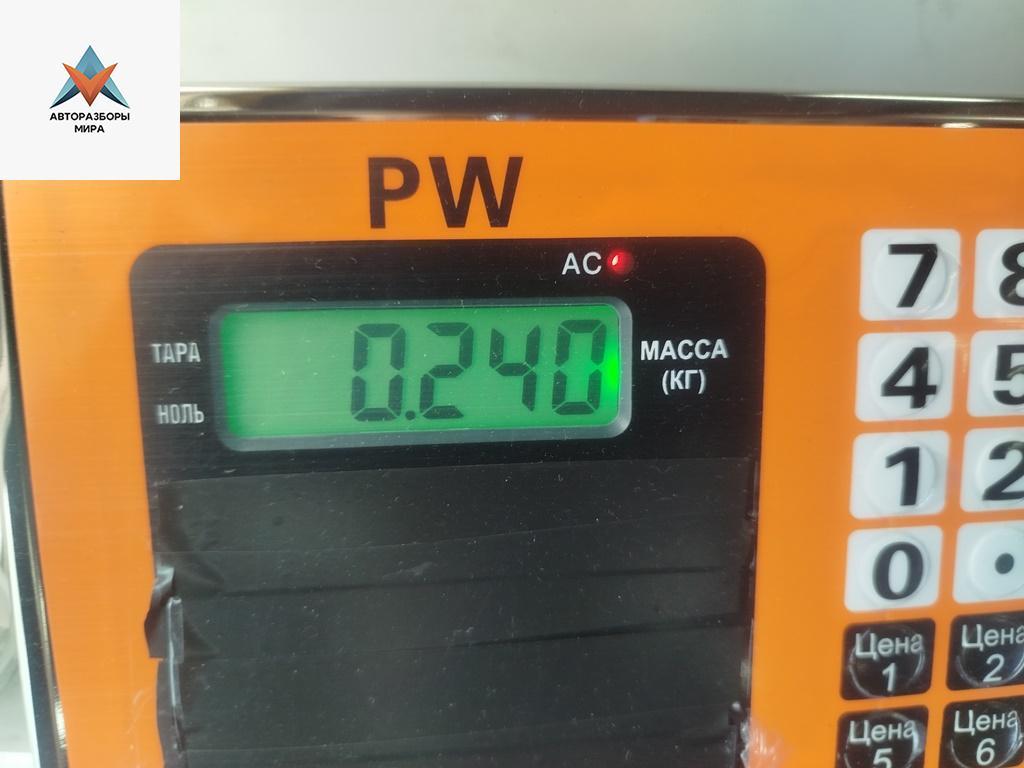 АВТОРАЗБОРЫ
МИРА
PW
AC
ТАРА
НОЛЬ
0.240
МАССА
(КГ)
7 8
4 5
1 2
0 •
Цена
1
Цена
2
Цена
5
Цена
6